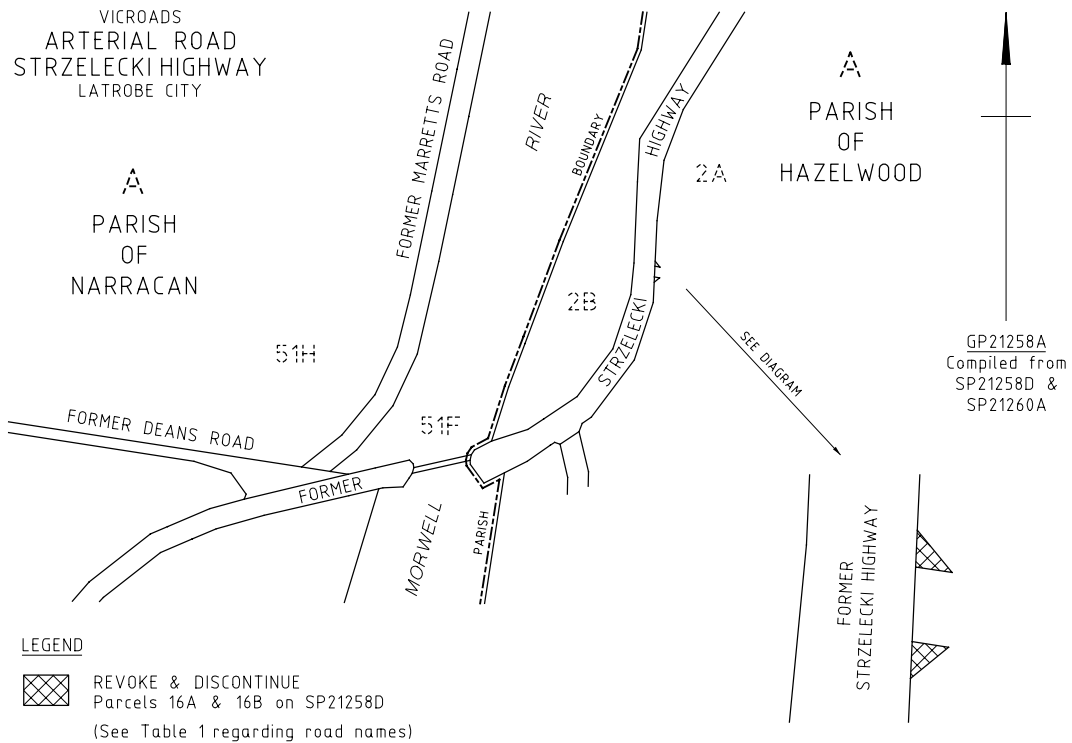 VICROADS
ARTERIAL ROAD
STRZELECKI HIGHWAY
LATROBE CITY
A
PARISH
OF
NARRACAN
FORMER MARRETTS ROAD
RIVER
BOUNDARY
HIGHWAY
A
PARISH
OF
HAZELWOOD
2A
2B
STRZELECKI
51H
51F
SEE DIAGRAM
GP21258A
Compiled from
SP21258D &
SP21260A
FORMER DEANS ROAD
FORMER
MORWELL
PARISH
FORMER
STRZELECKI HIGHWAY
LEGEND
REVOKE & DISCONTINUE
Parcels 16A & 16B on SP21258D
(See Table 1 regarding road names)